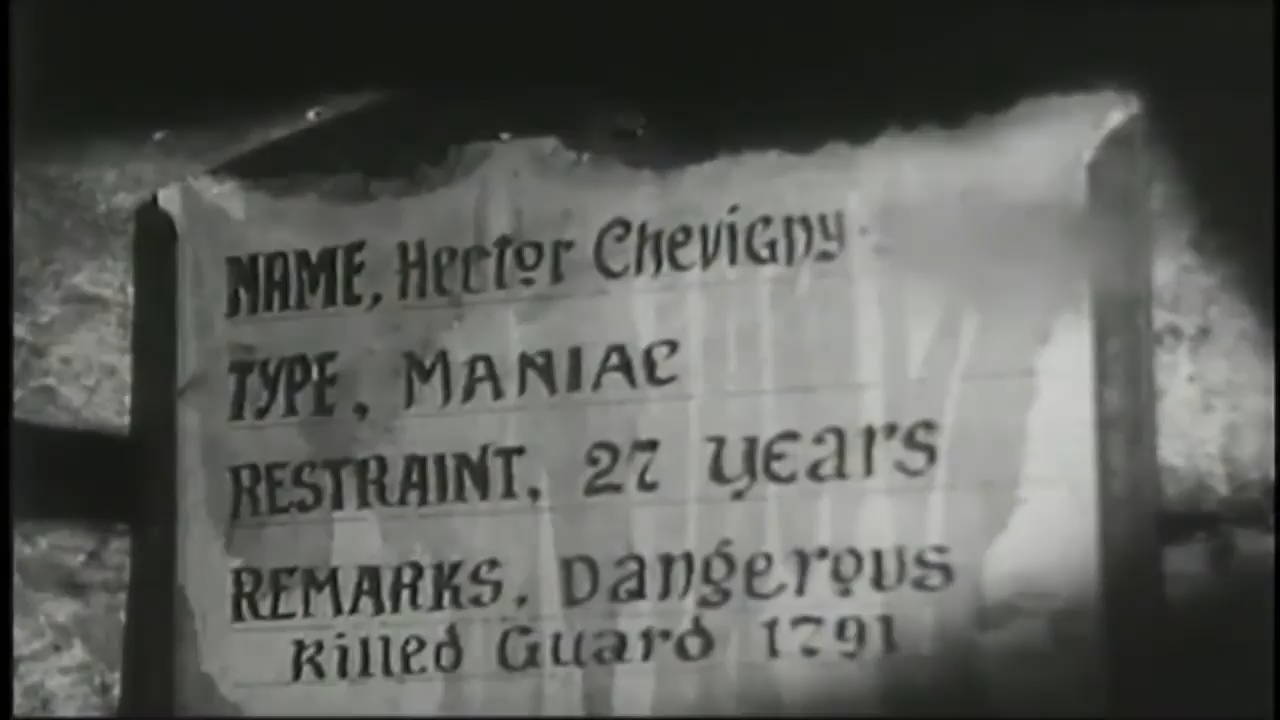 NAME, Hector Chevigny
TYPE, MANIAC
RESTRAINT, 27 years
REMARKS, Dangerous
Killed Guard 1791